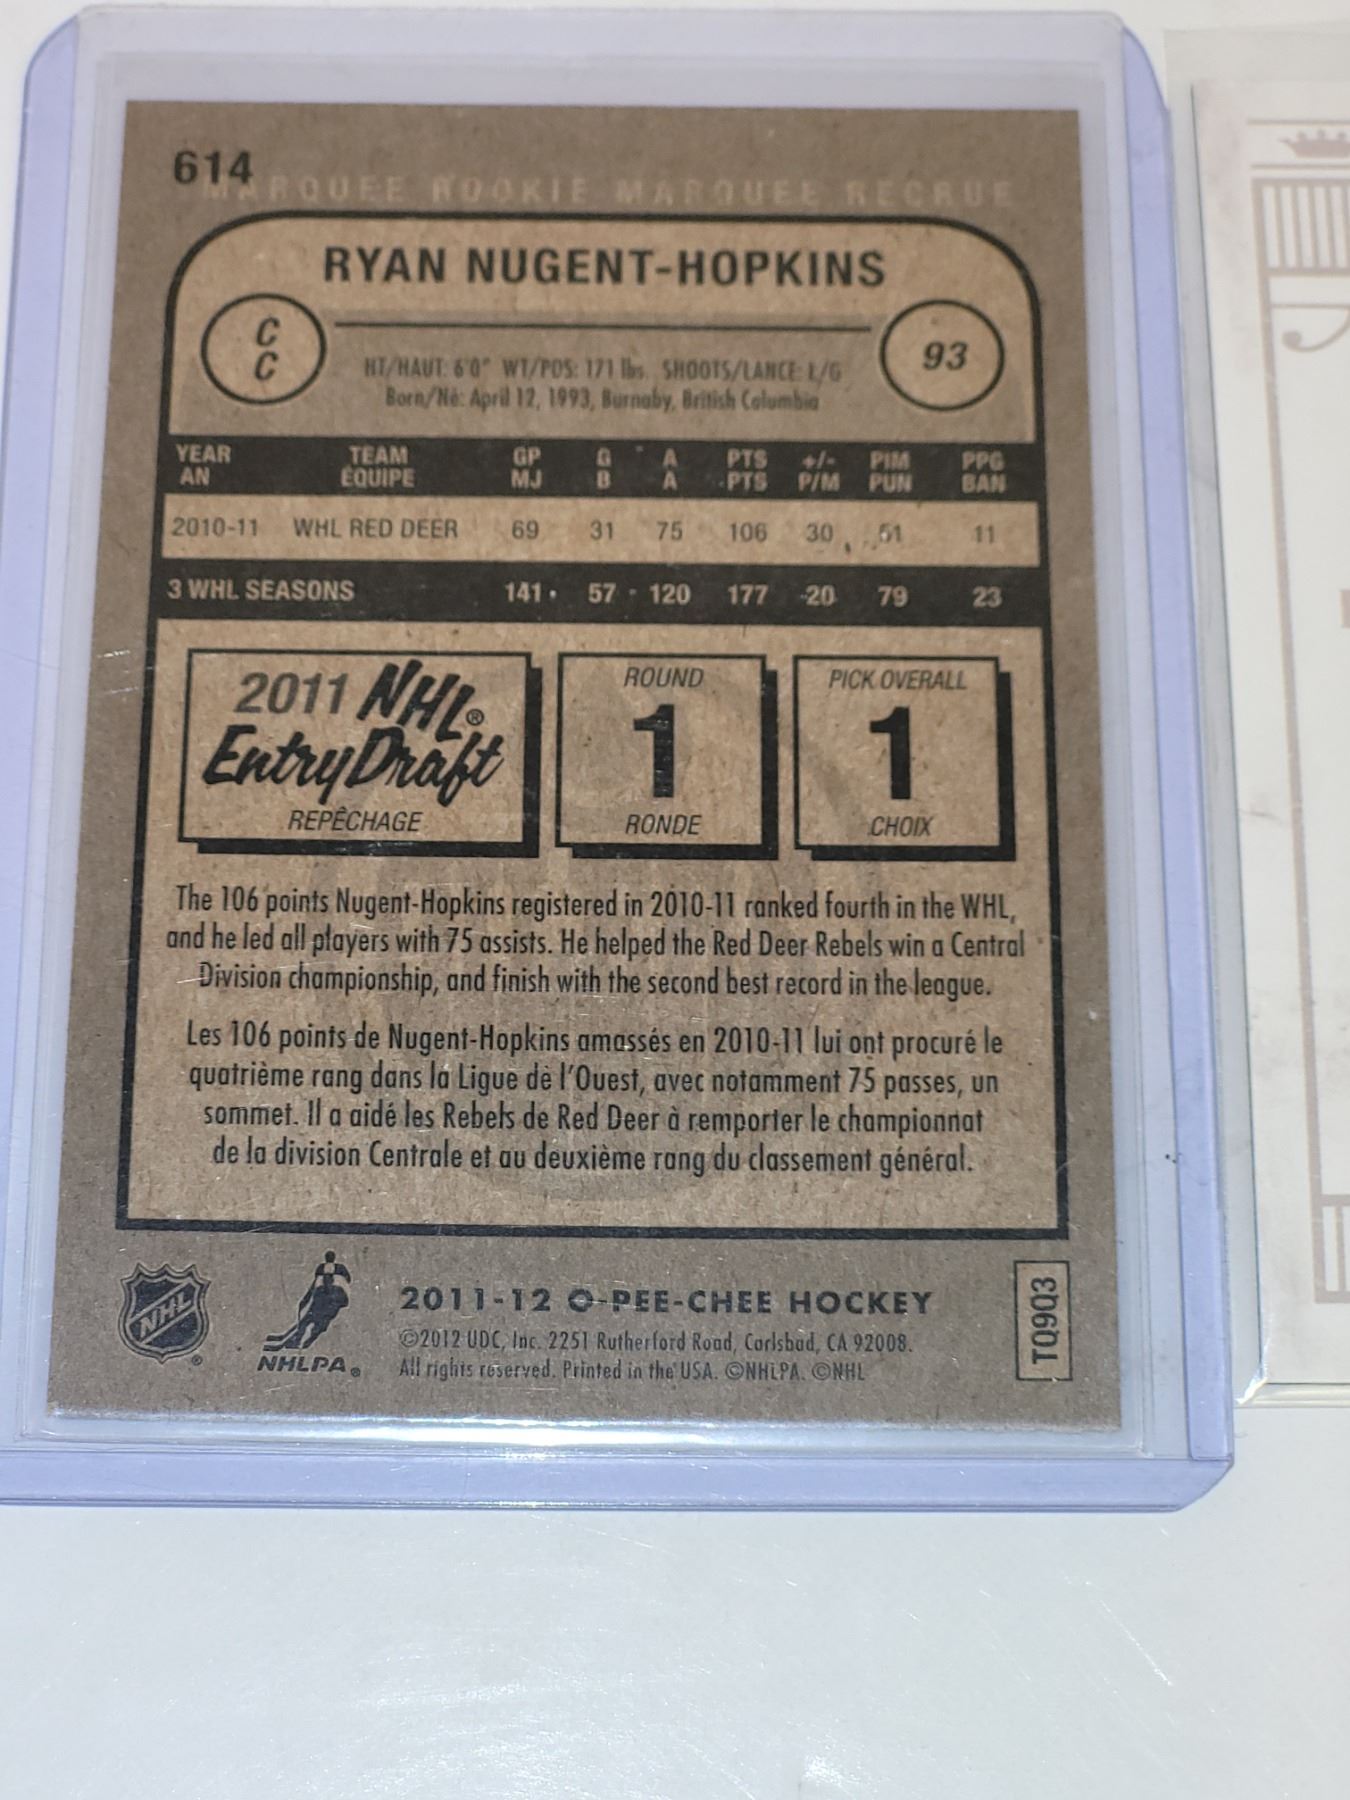 614
MARQUEE ROOKIE MARQUEE RECRUE
RYAN NUGENT-HOPKINS
C
C
93
HT/HAUT: 6'0" WT/POS: 171 lbs. SHOOTS/LANCE: L/G
Born/Né: April 12, 1993, Burnaby, British Columbia
YEAR TEAM GP G A PTS +/- PIM PPG
AN ÉQUIPE MJ B A PTS P/M PUN BAN
2010-11 WHL RED DEER 69 31 75 106 30 51 11
3 WHL SEASONS 141 57 120 177 20 79 23
2011 NHL®
Entry Draft
REPÊCHAGE
ROUND
1
RONDE
PICK OVERALL
1
CHOIX
The 106 points Nugent-Hopkins registered in 2010-11 ranked fourth in the WHL,
and he led all players with 75 assists. He helped the Red Deer Rebels win a Central
Division championship, and finish with the second best record in the league.
Les 106 points de Nugent-Hopkins amassés en 2010-11 lui ont procuré le
quatrième rang dans la Ligue de l'Ouest, avec notamment 75 passes, un
sommet. Il a aidé les Rebels de Red Deer à remporter le championnat
de la division Centrale et au deuxième rang du classement général.
NHL®
NHLPA®
2011-12 O-PEE-CHEE HOCKEY
©2012 UDC, Inc. 2251 Rutherford Road, Carlsbad, CA 92008.
All rights reserved. Printed in the USA. ©NHLPA. ©NHL
TQ9Q3